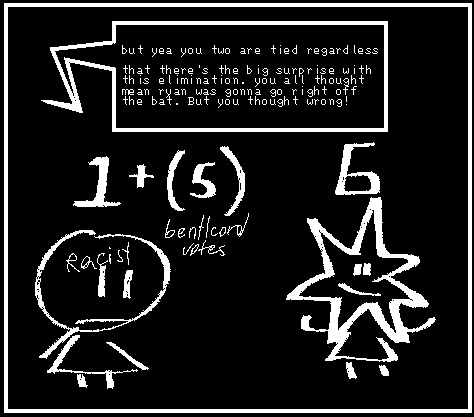 but yea you two are tied regardless
that there's the big surprise with
this elimination. you all thought
mean ryan was gonna go right off
the bat. But you thought wrong!
1 + (5)
6
bentlcord
votes
Racist